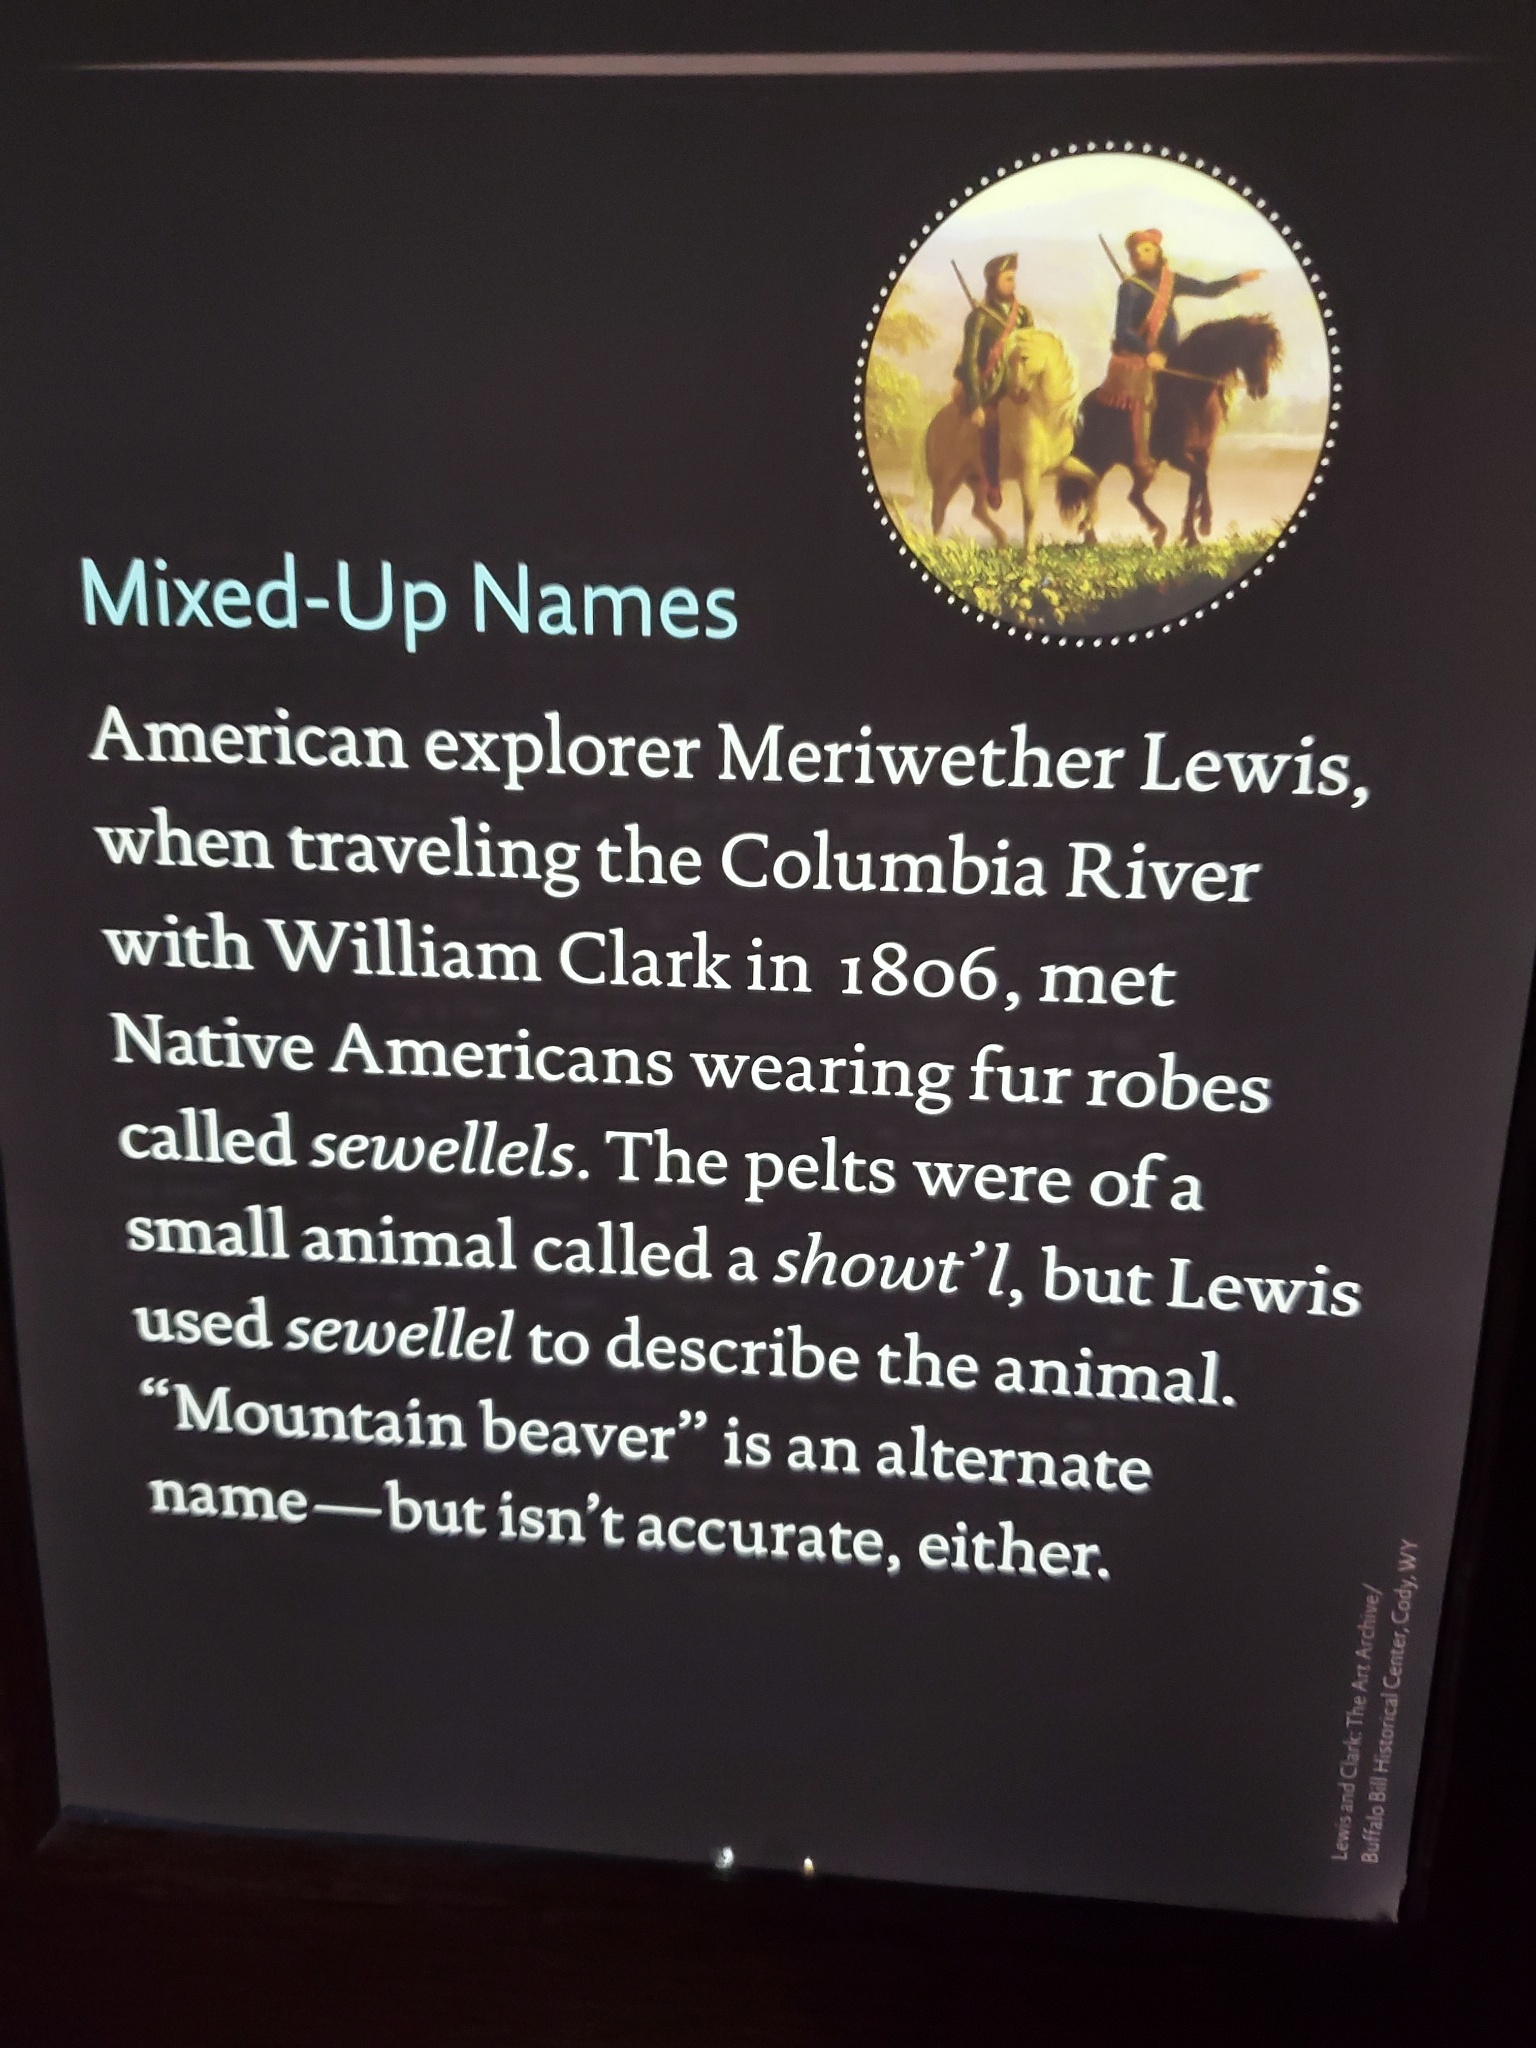 Mixed-Up Names
American explorer Meriwether Lewis,
when traveling the Columbia River
with William Clark in 1806, met
Native Americans wearing fur robes
called sewellels. The pelts were of a
small animal called a showt’l, but Lewis
used sewellel to describe the animal.
“Mountain beaver” is an alternate
name—but isn’t accurate, either.
Lewis and Clark: The Art Archive/
Buffalo Bill Historical Center, Cody, WY